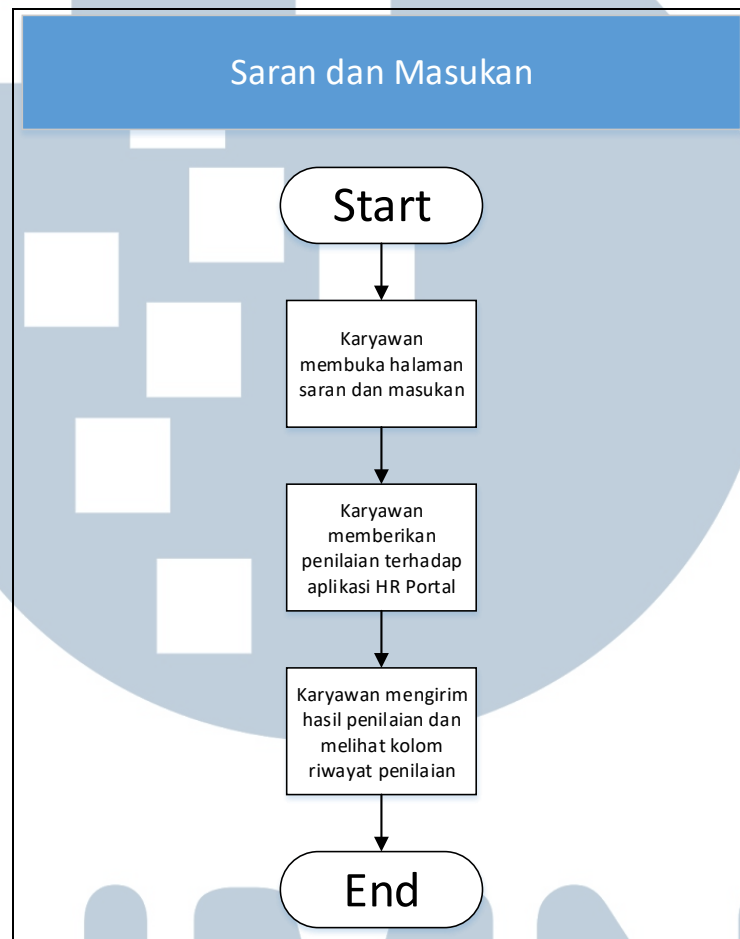 Saran dan Masukan
Start
Karyawan
membuka halaman
saran dan masukan
Karyawan
memberikan
penilaian terhadap
aplikasi HR Portal
Karyawan mengirim
hasil penilaian dan
melihat kolom
riwayat penilaian
End